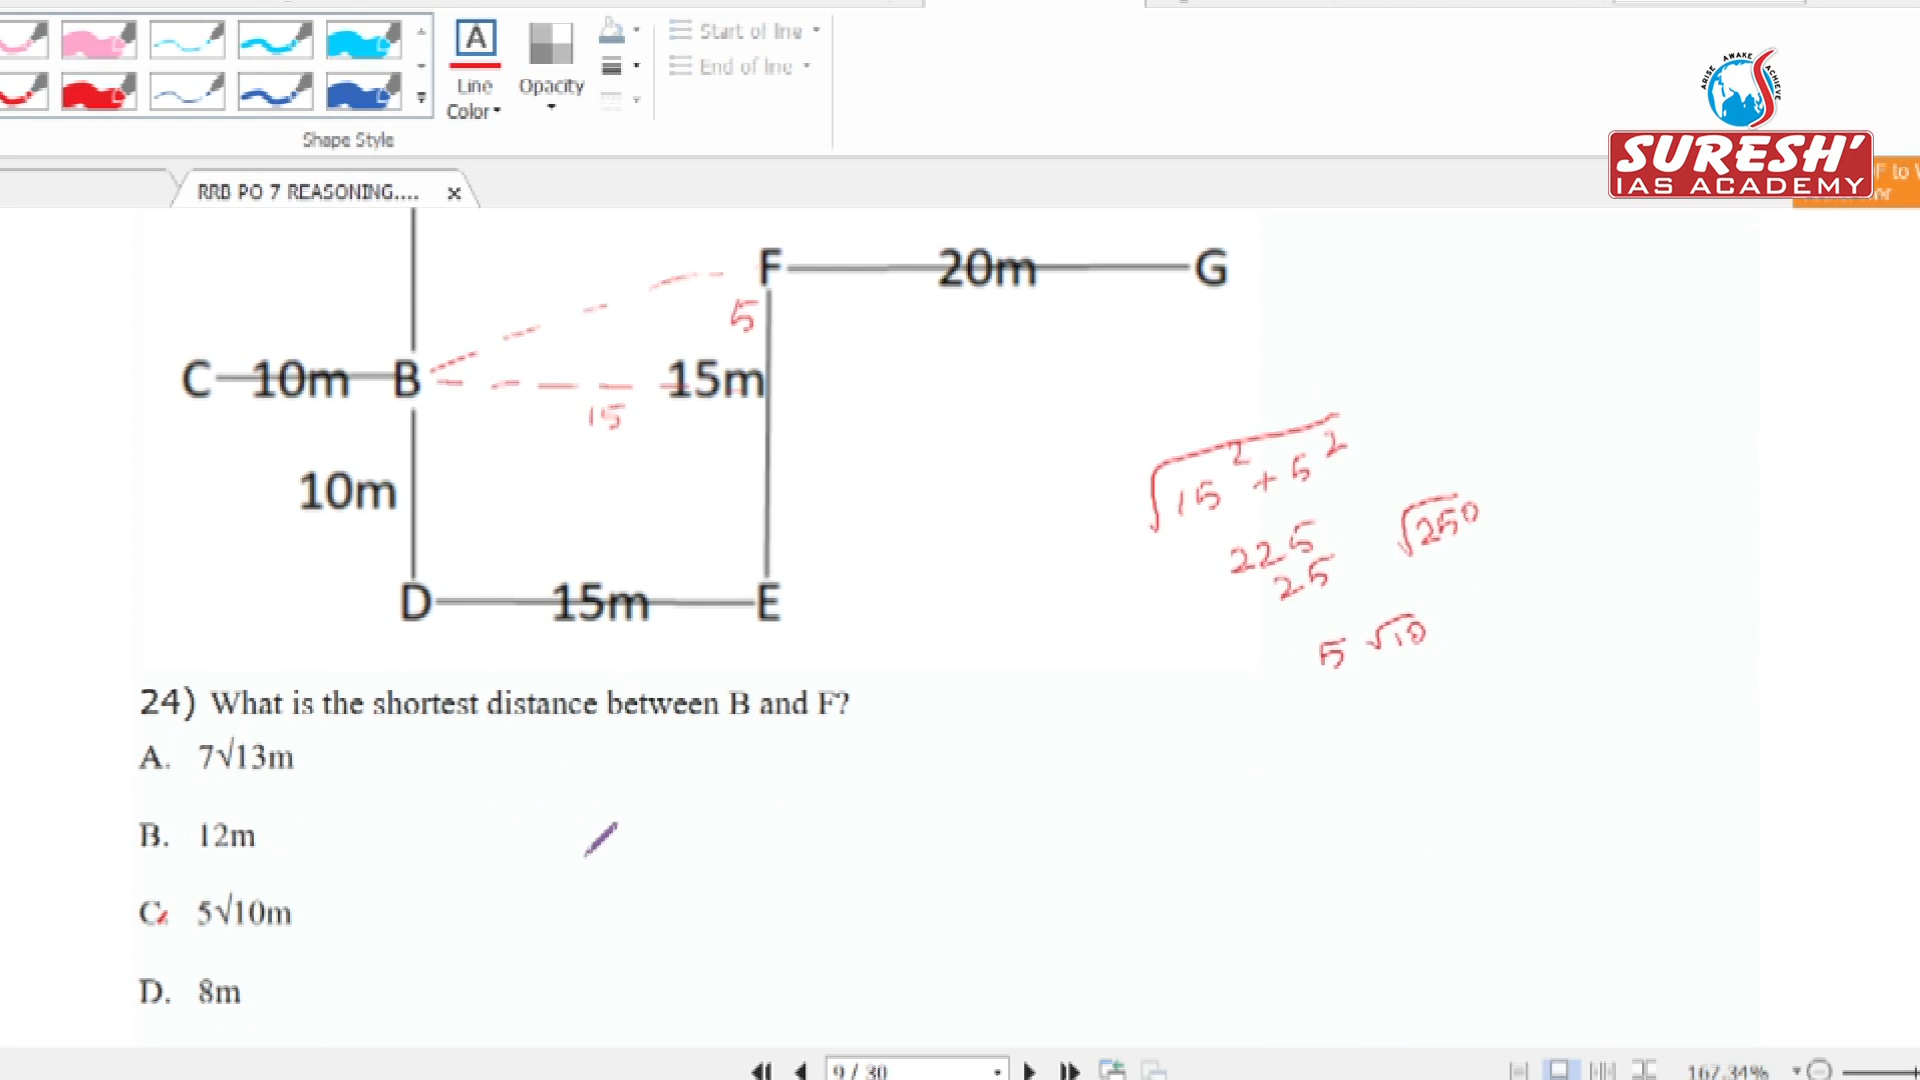 Start of line
End of line
Line
Color
Opacity
Shape Style
ARISE AWAKE ACHIEVE
SURESH'
IAS ACADEMY
RRB PO 7 REASONING....
F to
F 20m G
5
C 10m B 15m
15
10m
D 15m E
√15² + 5²
225
25
√250
5 √10
24) What is the shortest distance between B and F?
A. 7√13m
B. 12m
C. 5√10m
D. 8m
9 / 30
167.34%